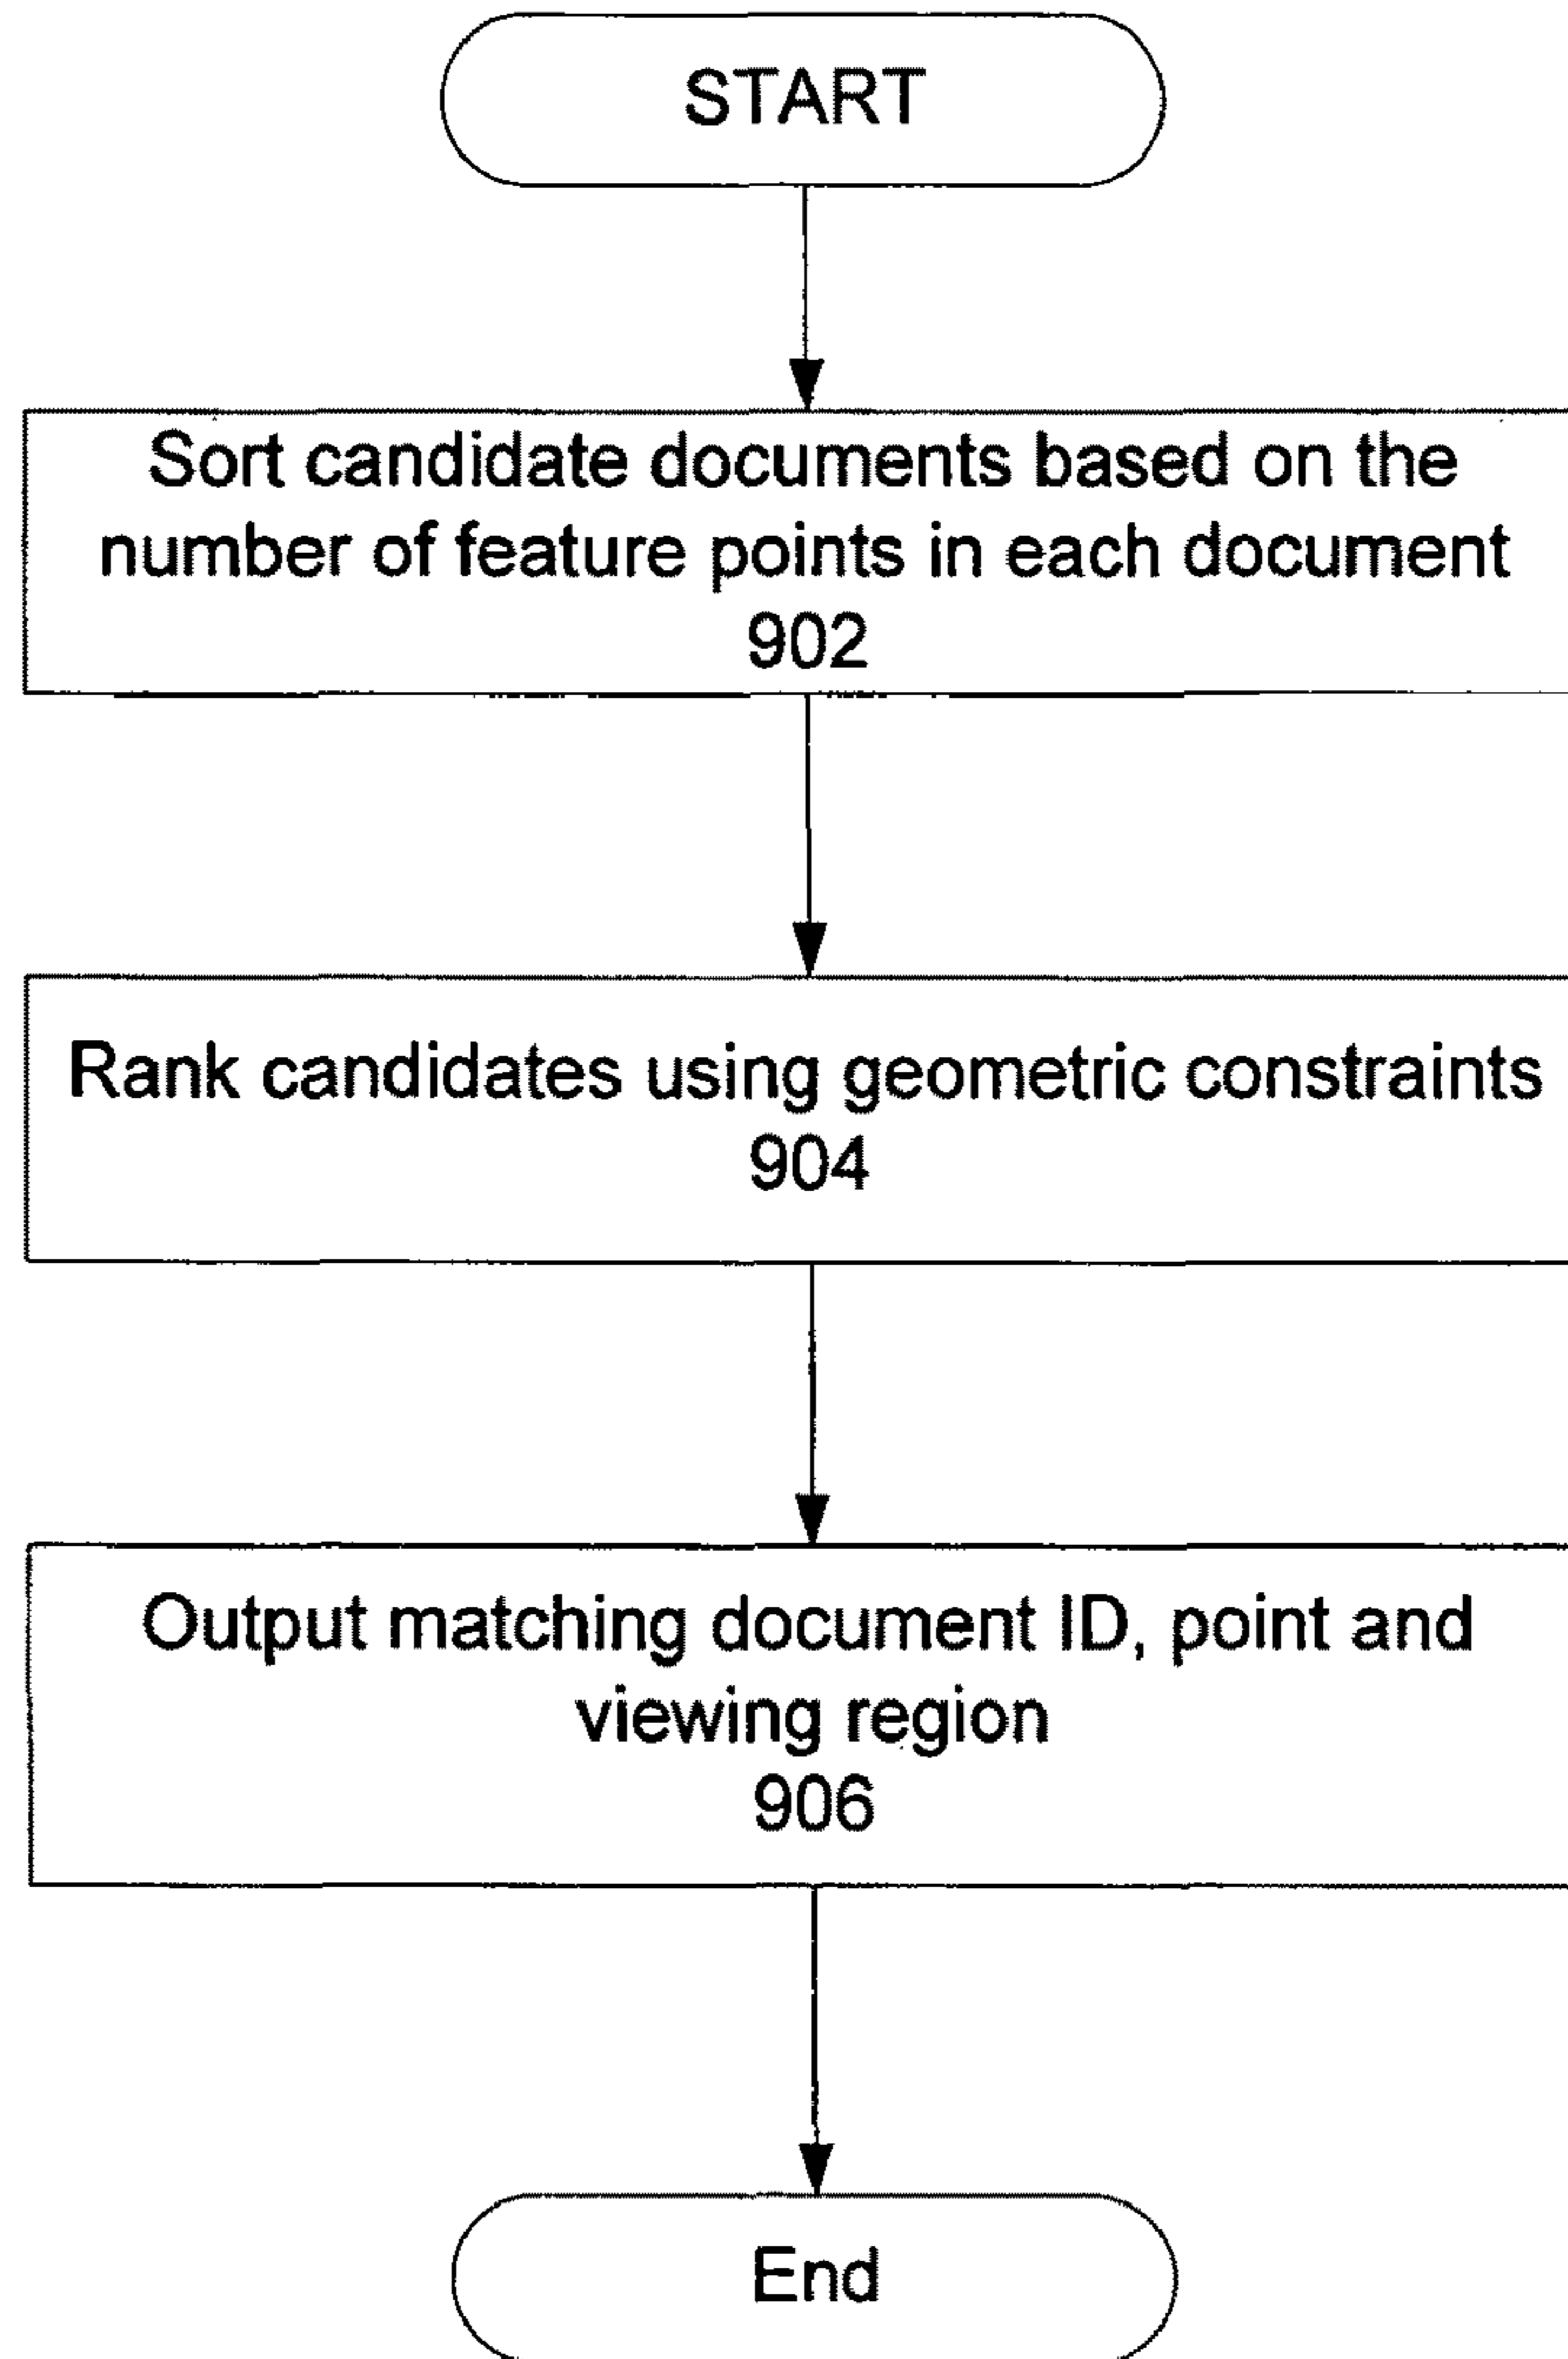 START
Sort candidate documents based on the
number of feature points in each document
902
Rank candidates using geometric constraints
904
Output matching document ID, point and
viewing region
906
End